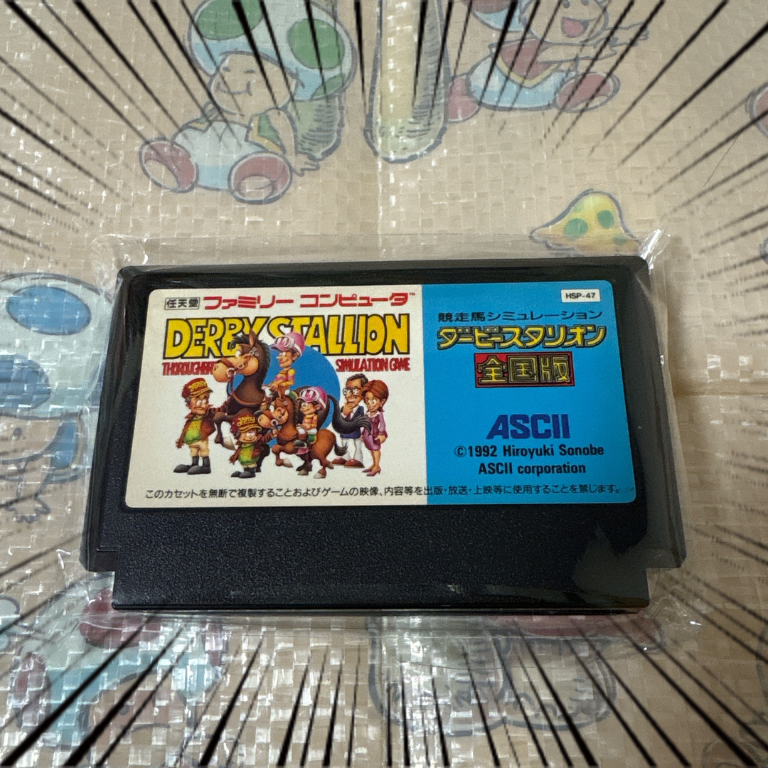 任天堂 ファミリー コンピュータ™
DERBY STALLION
THOROUGHBRED SIMULATION GAME
HSP-47
競走馬シミュレーション
ダービースタリオン
全国版
ASCII
©1992 Hiroyuki Sonobe
ASCII corporation
このカセットを無断で複製することおよびゲームの映像、内容等を出版・放送・上映等に使用することを禁じます。